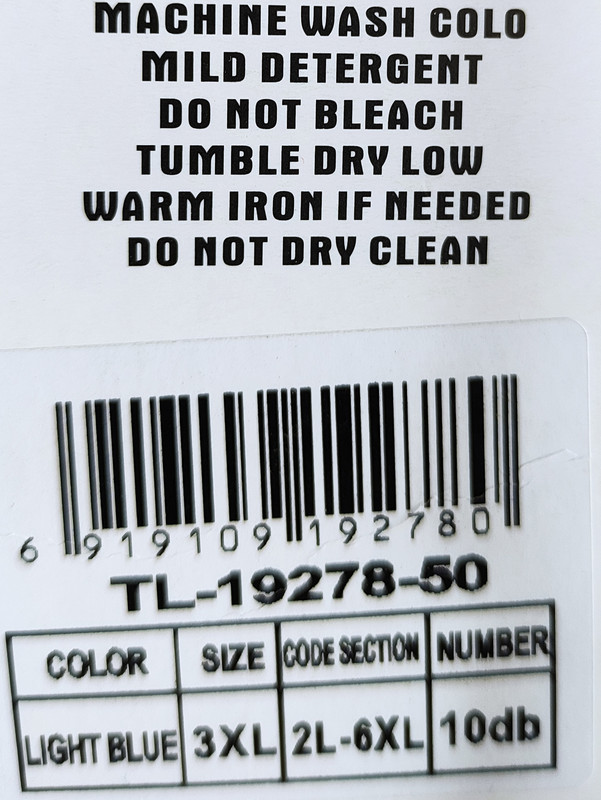 MACHINE WASH COLO
MILD DETERGENT
DO NOT BLEACH
TUMBLE DRY LOW
WARM IRON IF NEEDED
DO NOT DRY CLEAN
6 919109 192780
TL-19278-50
COLOR SIZE CODE SECTION NUMBER
LIGHT BLUE 3XL 2L-6XL 10db